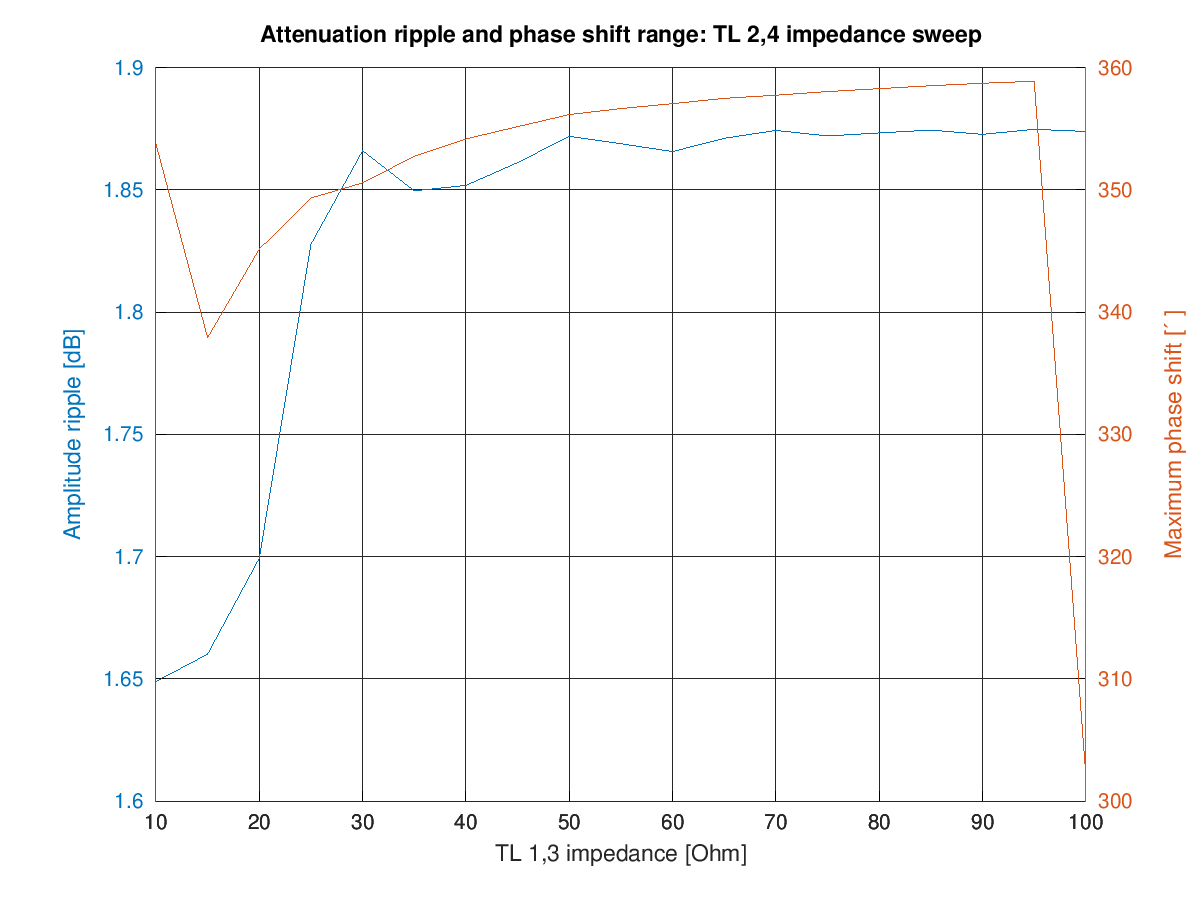 Attenuation ripple and phase shift range: TL 2,4 impedance sweep
1.9
1.85
1.8
1.75
1.7
1.65
1.6
Amplitude ripple [dB]
360
350
340
330
320
310
300
Maximum phase shift [´ ]
10 20 30 40 50 60 70 80 90 100
TL 1,3 impedance [Ohm]